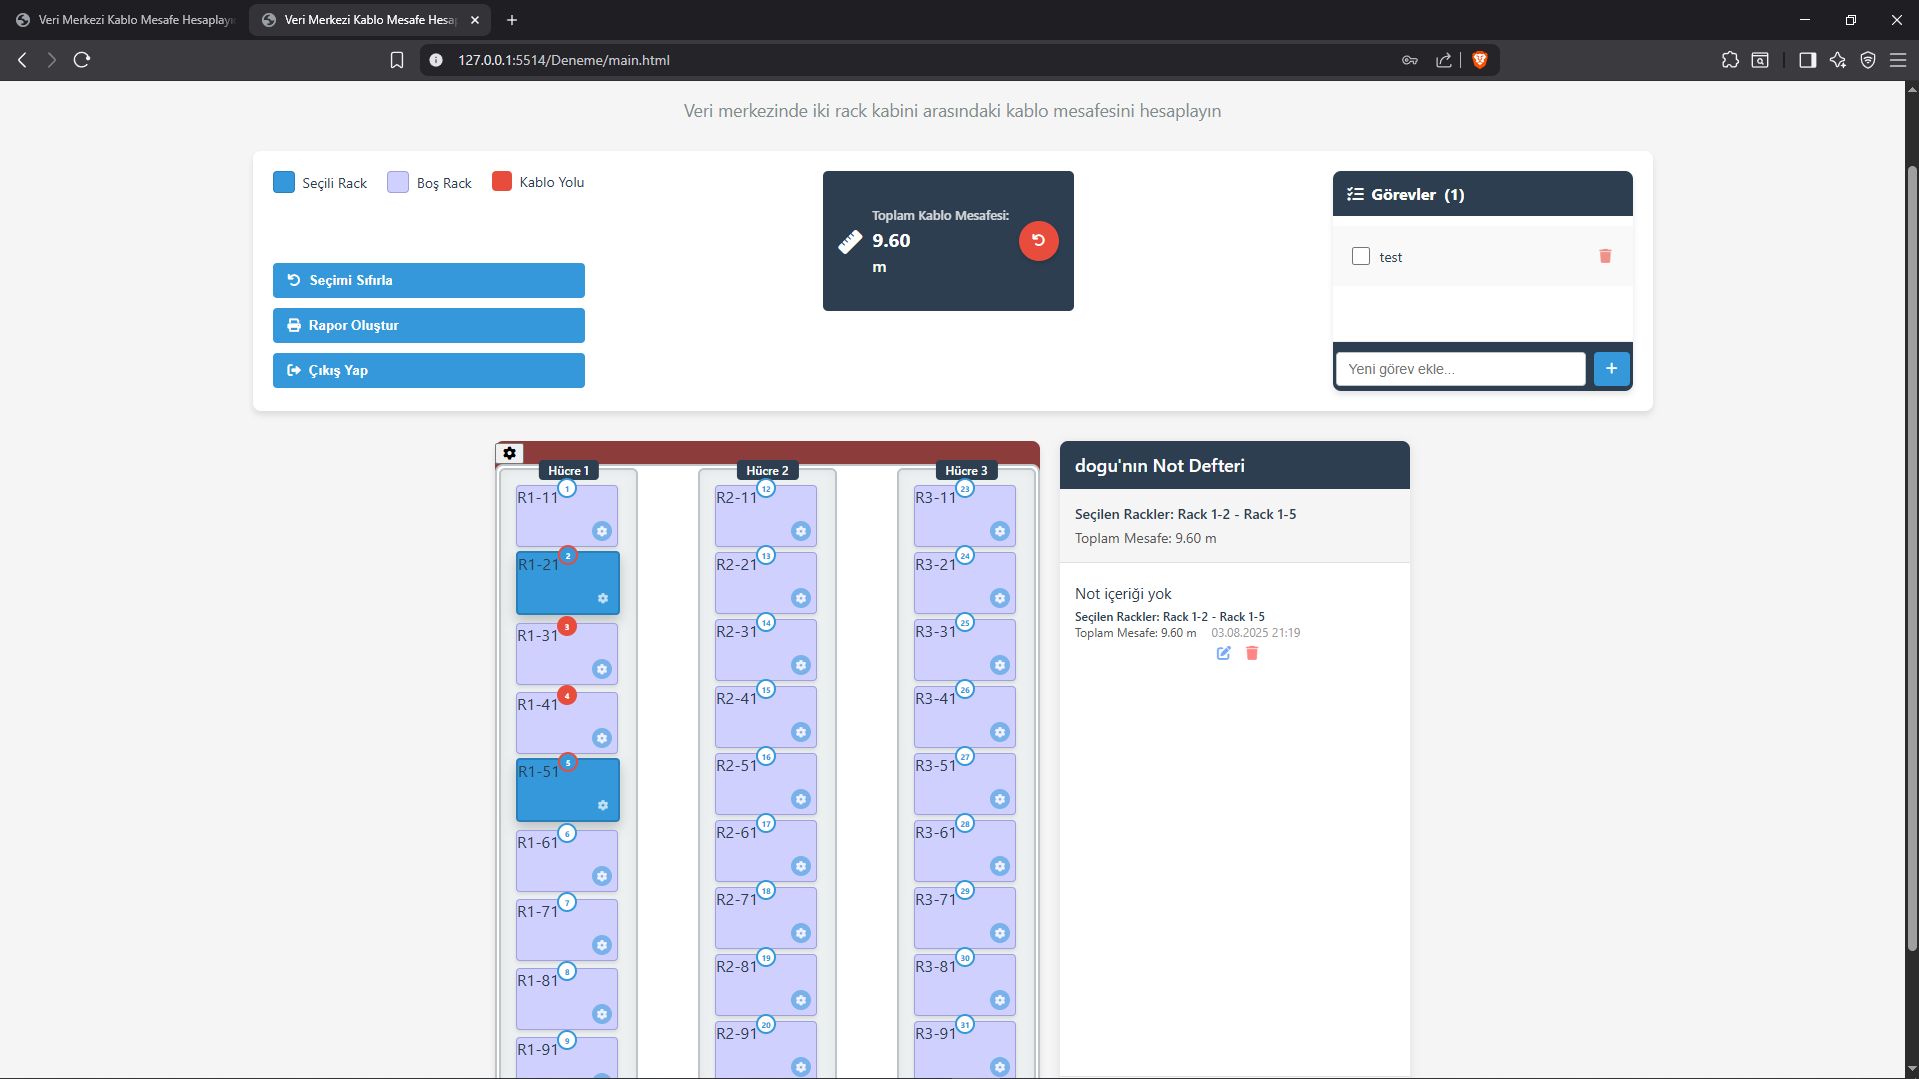 Veri Merkezi Kablo Mesafe Hesaplayı
Veri Merkezi Kablo Mesafe Hesap
127.0.0.1:5514/Deneme/main.html
Veri merkezinde iki rack kabini arasındaki kablo mesafesini hesaplayın
Seçili Rack
Boş Rack
Kablo Yolu
Seçimi Sıfırla
Rapor Oluştur
Çıkış Yap
Toplam Kablo Mesafesi:
9.60
m
Görevler (1)
test
Yeni görev ekle...
+
Hücre 1
R1-11
1
R1-21
2
R1-31
3
R1-41
4
R1-51
5
R1-61
6
R1-71
7
R1-81
8
R1-91
9
Hücre 2
R2-11
12
R2-21
13
R2-31
14
R2-41
15
R2-51
16
R2-61
17
R2-71
18
R2-81
19
R2-91
20
Hücre 3
R3-11
23
R3-21
24
R3-31
25
R3-41
26
R3-51
27
R3-61
28
R3-71
29
R3-81
30
R3-91
31
dogu'nın Not Defteri
Seçilen Rackler: Rack 1-2 - Rack 1-5
Toplam Mesafe: 9.60 m
Not içeriği yok
Seçilen Rackler: Rack 1-2 - Rack 1-5
Toplam Mesafe: 9.60 m 03.08.2025 21:19